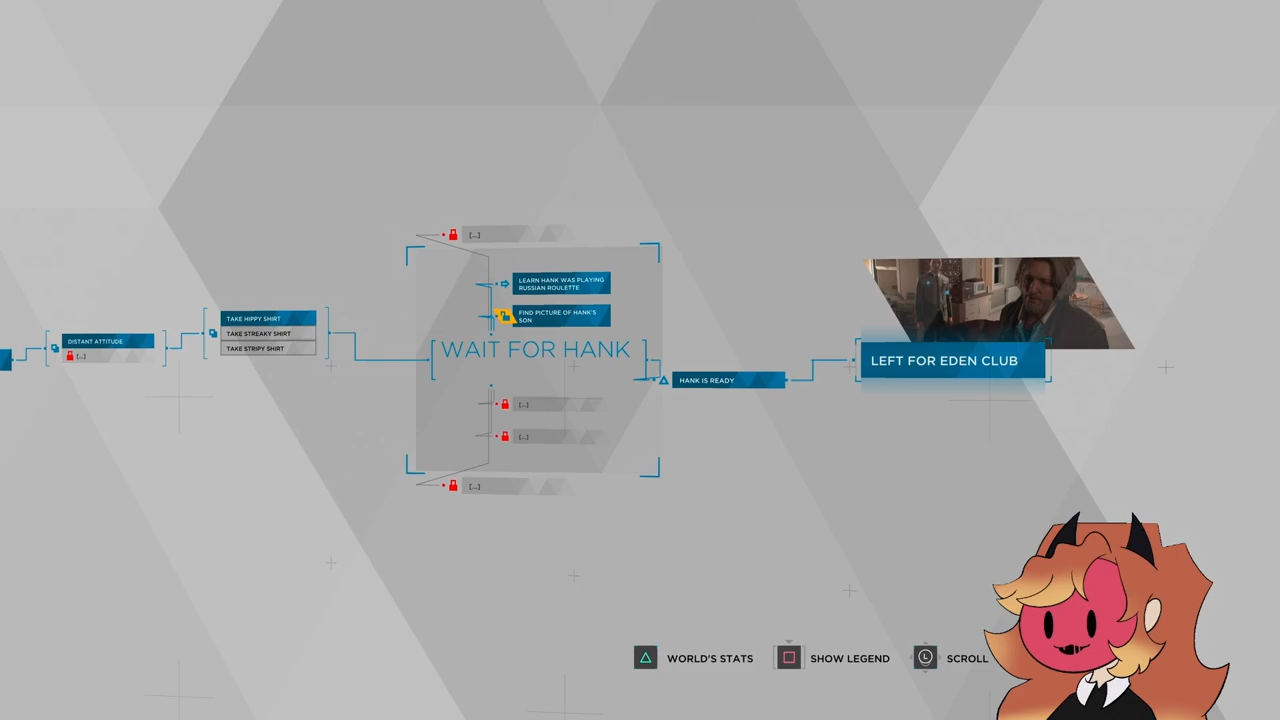 [...]
LEARN HANK WAS PLAYING
RUSSIAN ROULETTE
FIND PICTURE OF HANK'S
SON
TAKE HIPPY SHIRT
TAKE STREAKY SHIRT
TAKE STRIPY SHIRT
DISTANT ATTITUDE
[...]
[WAIT FOR HANK]
HANK IS READY
LEFT FOR EDEN CLUB
[...]
[...]
[...]
WORLD'S STATS
SHOW LEGEND
L
SCROLL